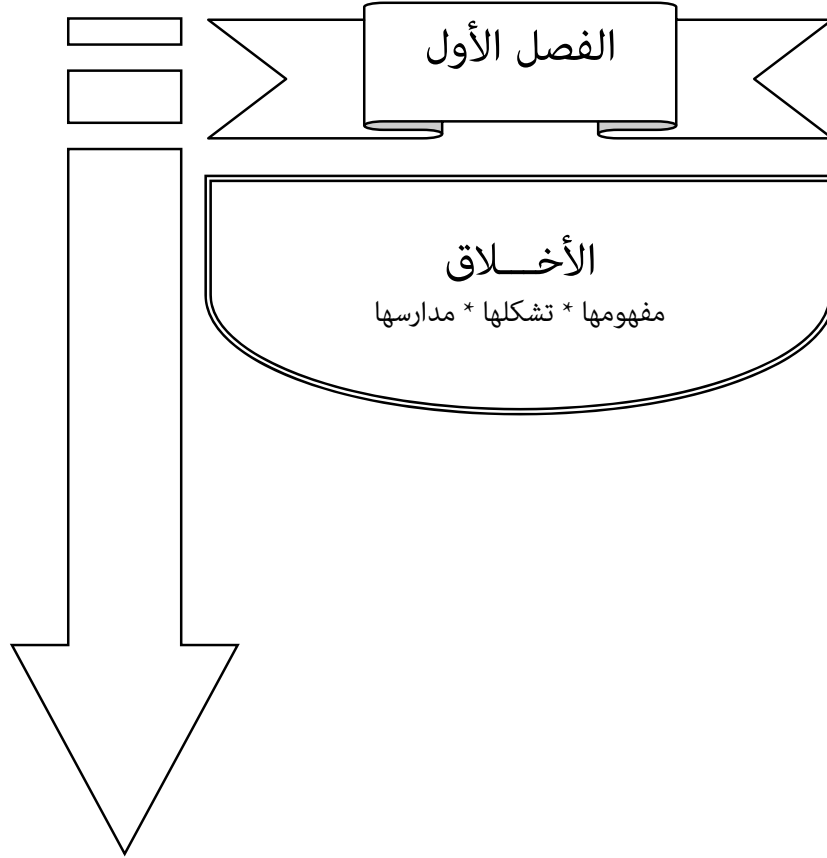 الفصل الأول
الأخـــلاق
مفهومها * تشكلها * مدارسها